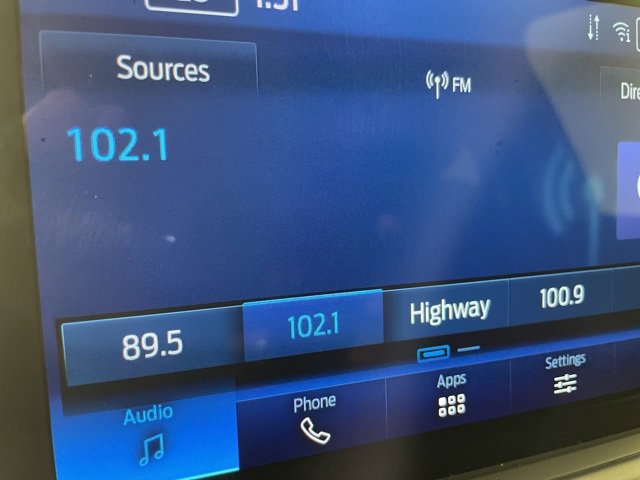 Sources
FM
102.1
89.5
102.1
Highway
100.9
Audio
Phone
Apps
Settings